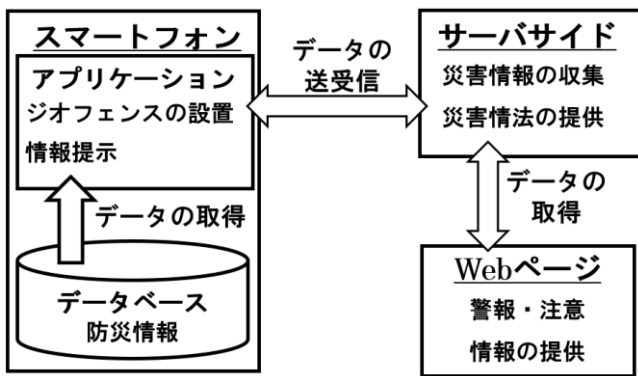 スマートフォン
アプリケーション
ジオフェンスの設置
情報提示
データの取得
データベース
防災情報
データの
送受信
サーバサイド
災害情報の収集
災害情法の提供
データの
取得
Webページ
警報・注意
情報の提供